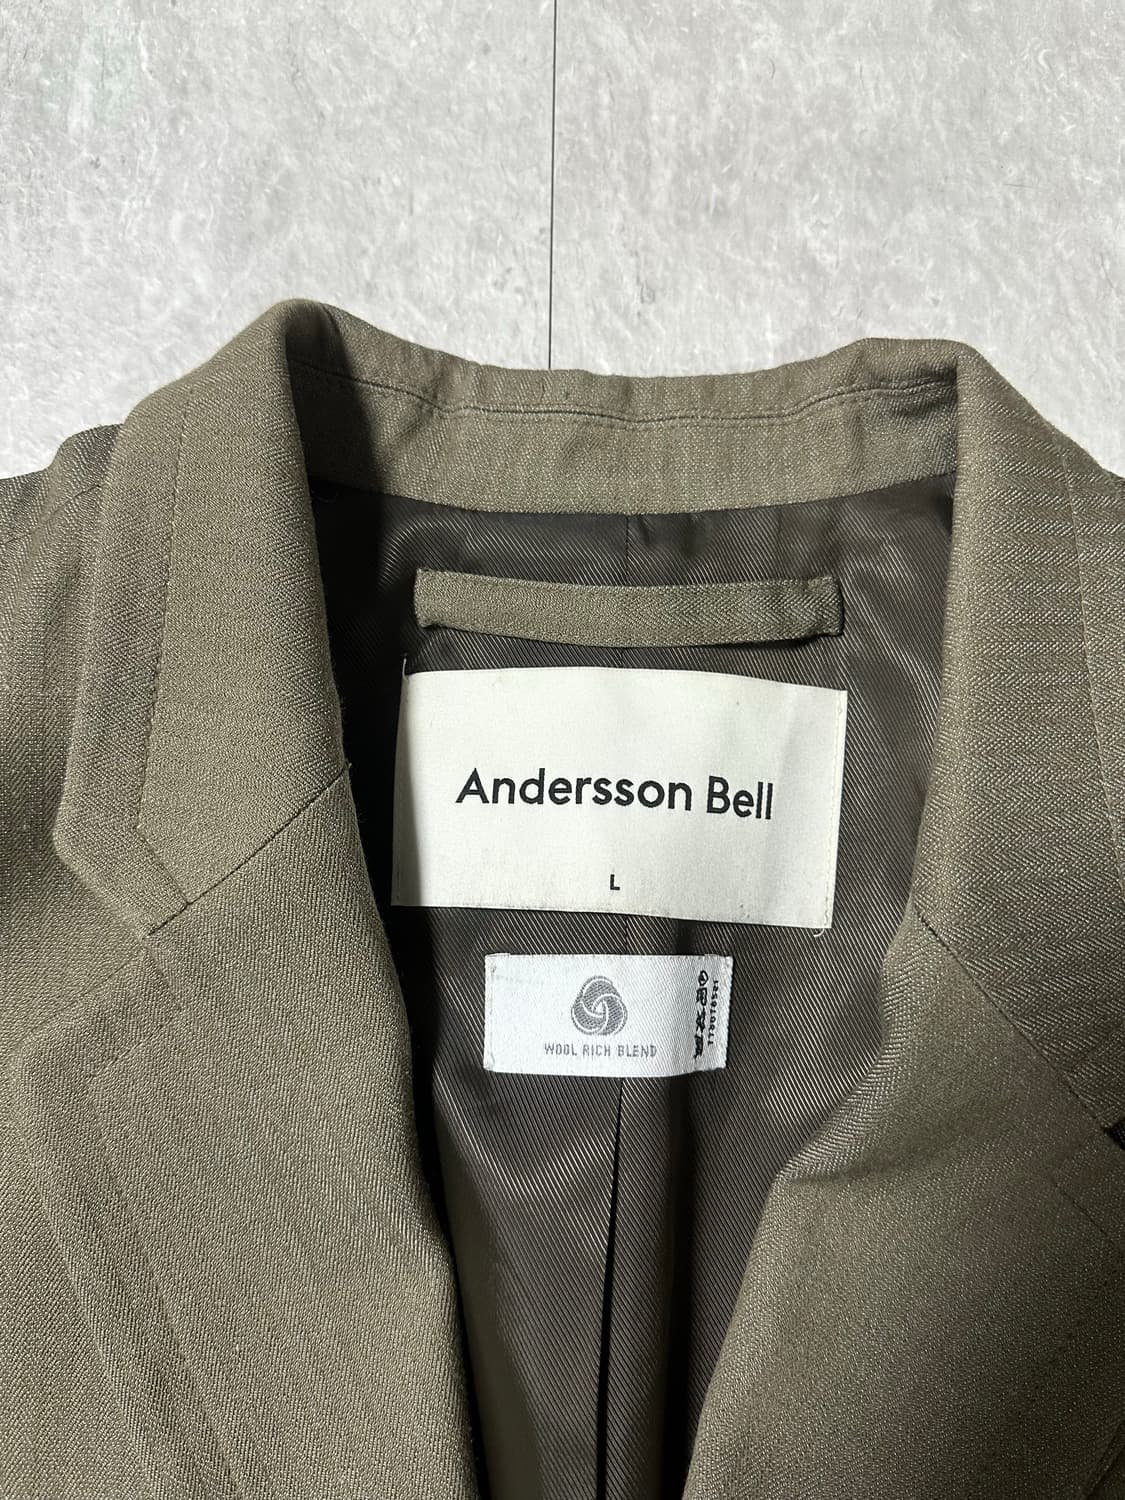 Andersson Bell
L
WOOL RICH BLEND